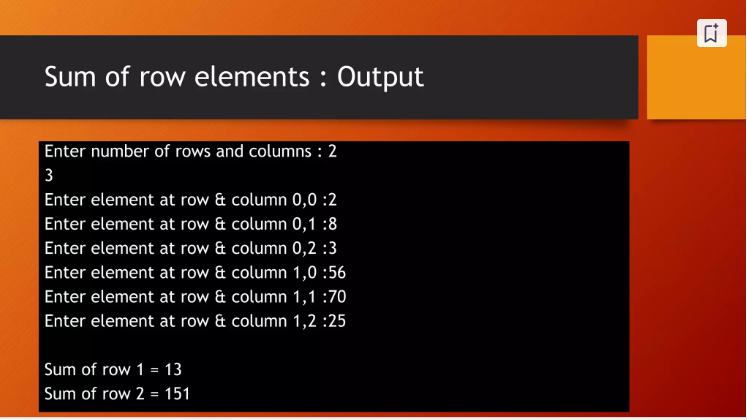 Sum of row elements : Output
Enter number of rows and columns : 2
3
Enter element at row & column 0,0 :2
Enter element at row & column 0,1 :8
Enter element at row & column 0,2 :3
Enter element at row & column 1,0 :56
Enter element at row & column 1,1 :70
Enter element at row & column 1,2 :25
Sum of row 1 = 13
Sum of row 2 = 151